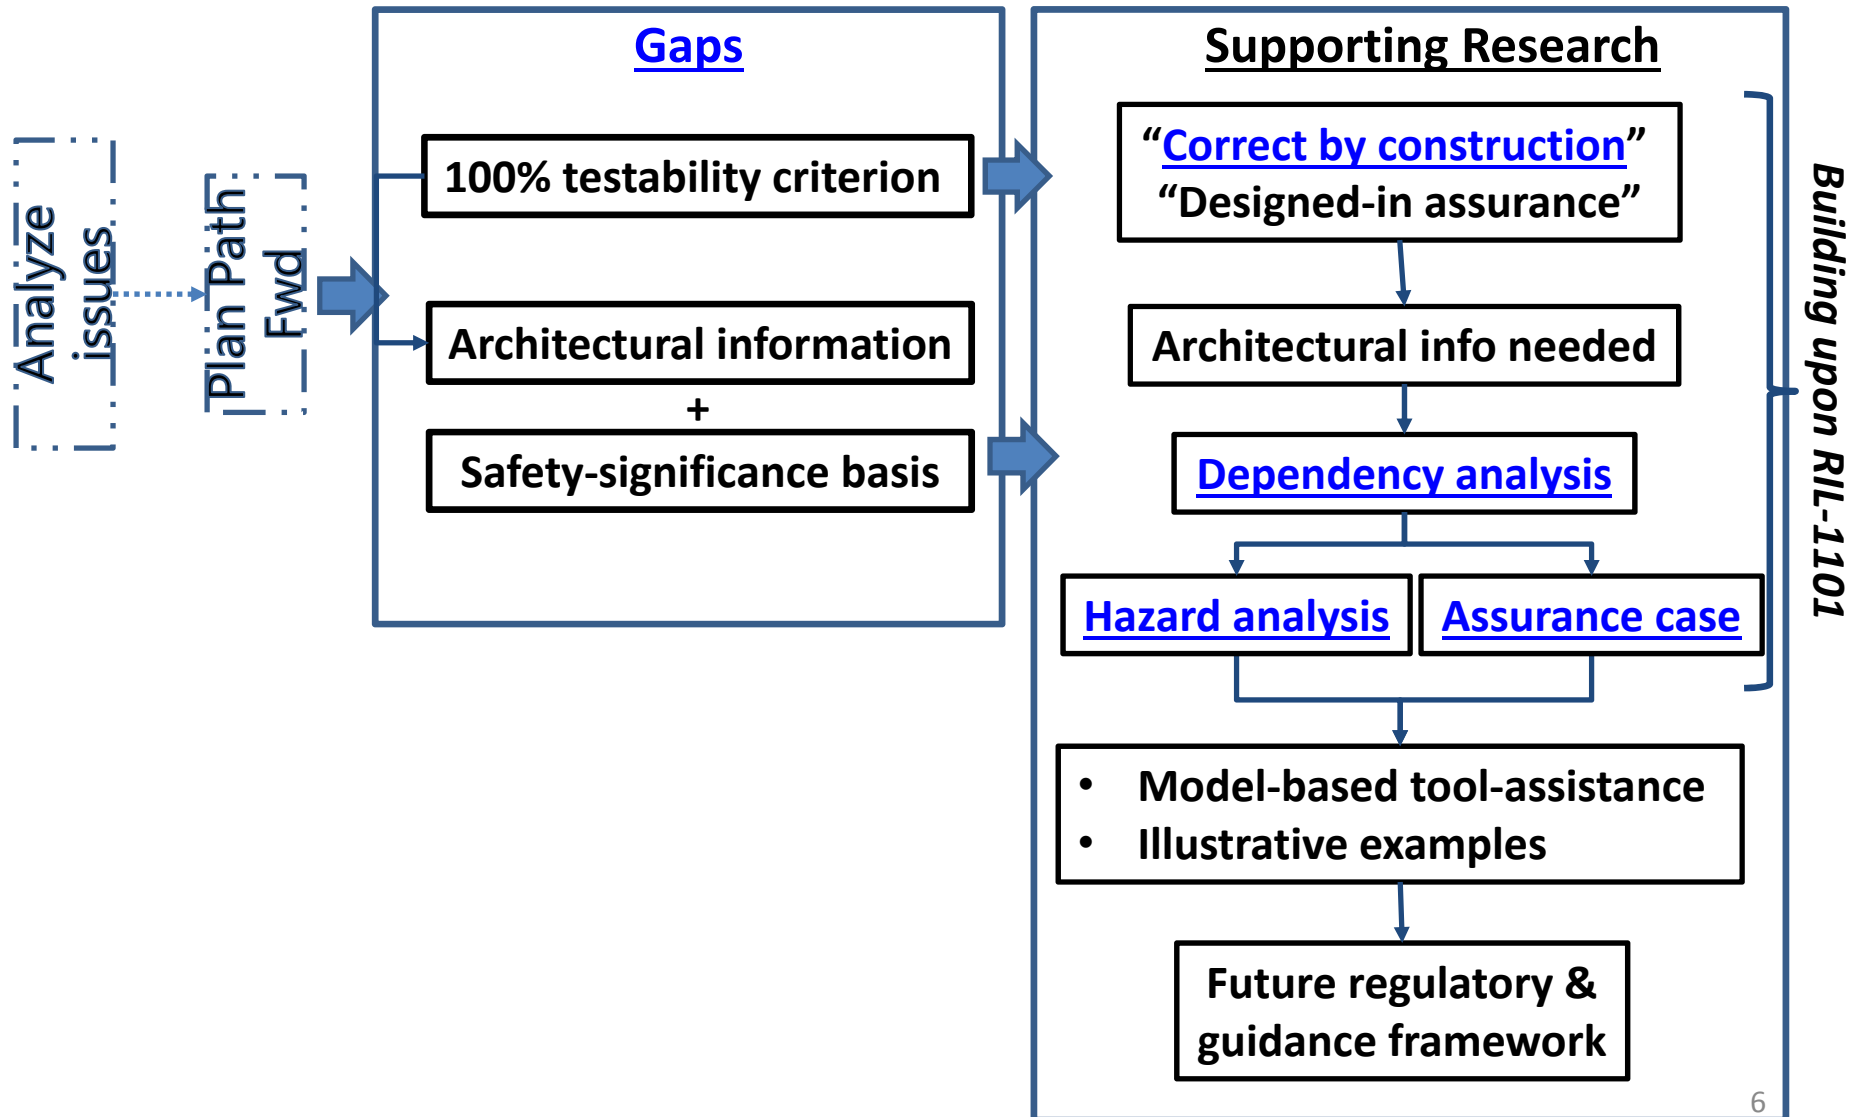 Analyze
issues
Plan Path
Fwd
Gaps
100% testability criterion
Architectural information
+
Safety-significance basis
Supporting Research
“Correct by construction”
“Designed-in assurance”
Architectural info needed
Dependency analysis
Hazard analysis
Assurance case
• Model-based tool-assistance
• Illustrative examples
Future regulatory &
guidance framework
Building upon RIL-1101
6